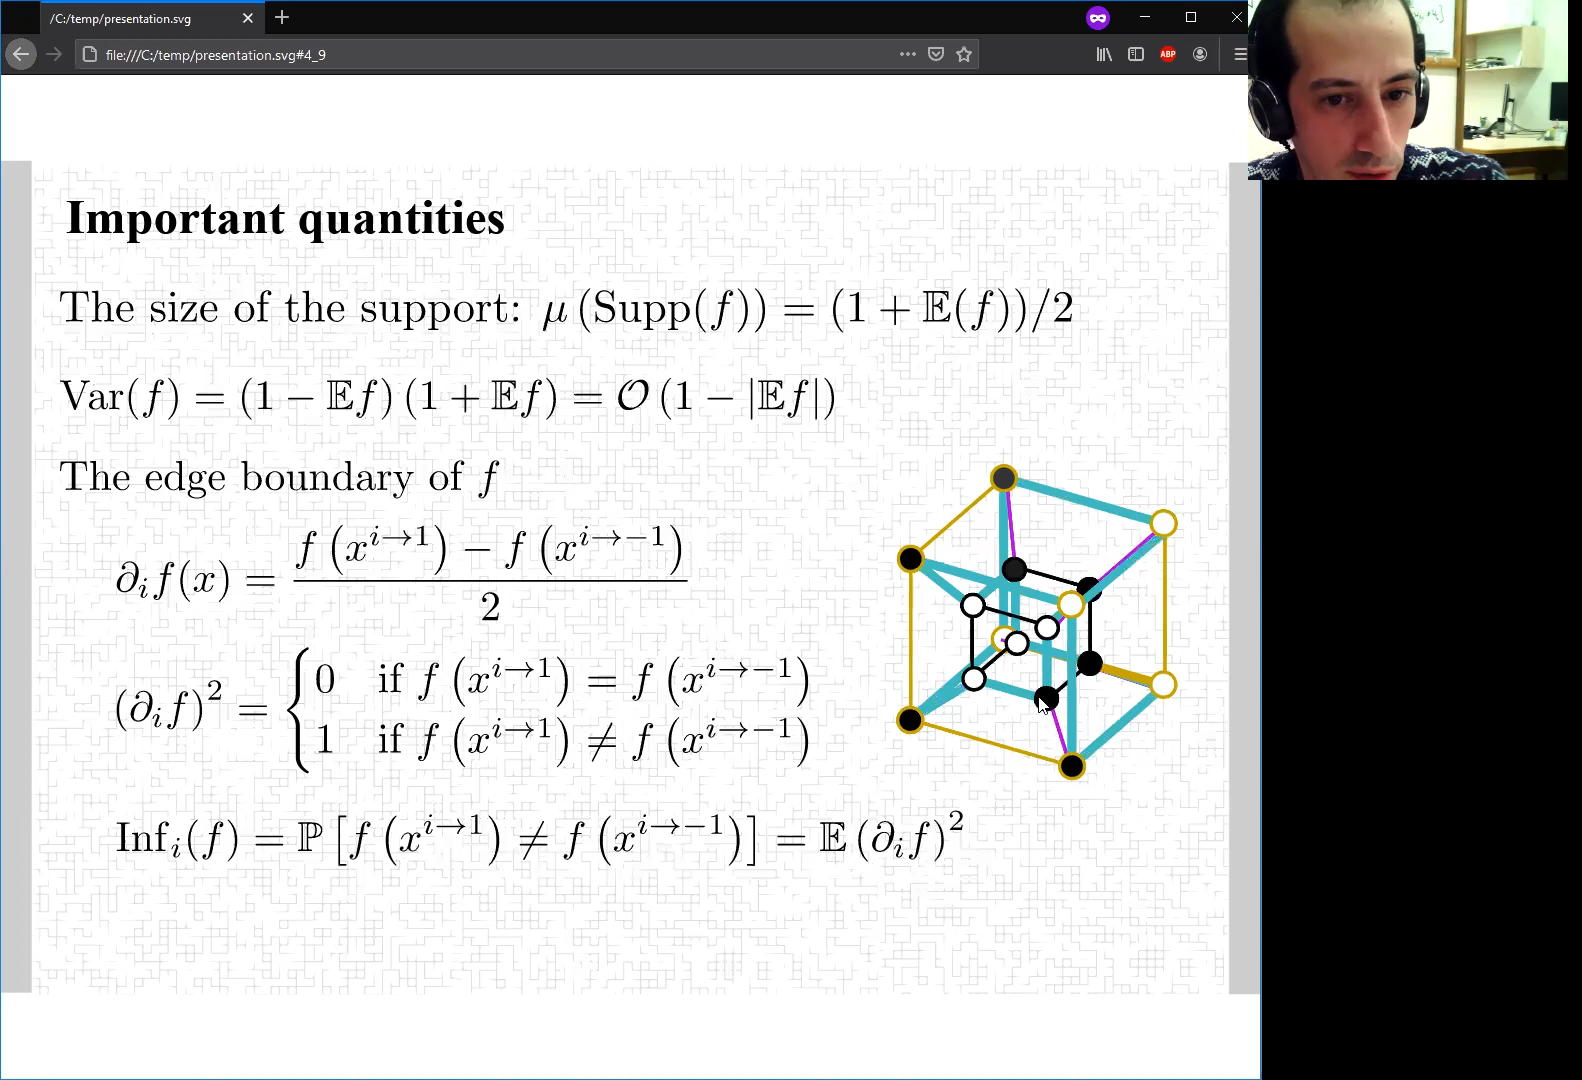 /C:/temp/presentation.svg
file:///C:/temp/presentation.svg#4_9
ABP
Important quantities
The size of the support: μ (Supp(f)) = (1 + 𝔼(f))/2
Var(f) = (1 − 𝔼f) (1 + 𝔼f) = 𝒪 (1 − |𝔼f|)
The edge boundary of f
∂ᵢf(x) = \frac{f (x^{i→1}) − f (x^{i→−1})}{2}
(∂ᵢf)² = { 0 if f (x^{i→1}) = f (x^{i→−1})
1 if f (x^{i→1}) ≠ f (x^{i→−1})
Infᵢ(f) = ℙ [f (x^{i→1}) ≠ f (x^{i→−1})] = 𝔼 (∂ᵢf)²